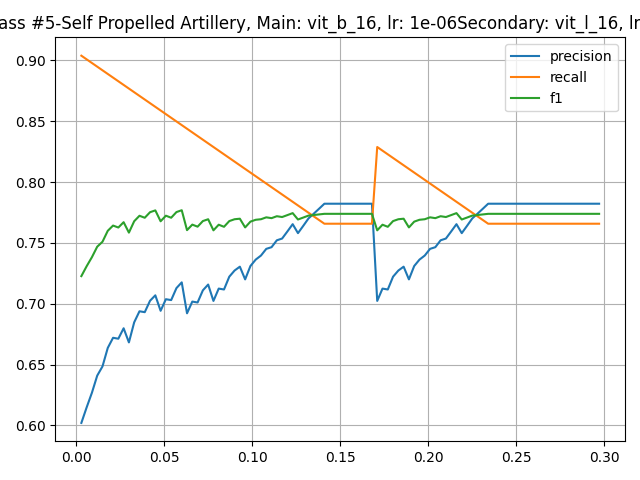 ass #5-Self Propelled Artillery, Main: vit_b_16, lr: 1e-06Secondary: vit_l_16, lr
precision
recall
f1
0.90
0.85
0.80
0.75
0.70
0.65
0.60
0.00 0.05 0.10 0.15 0.20 0.25 0.30